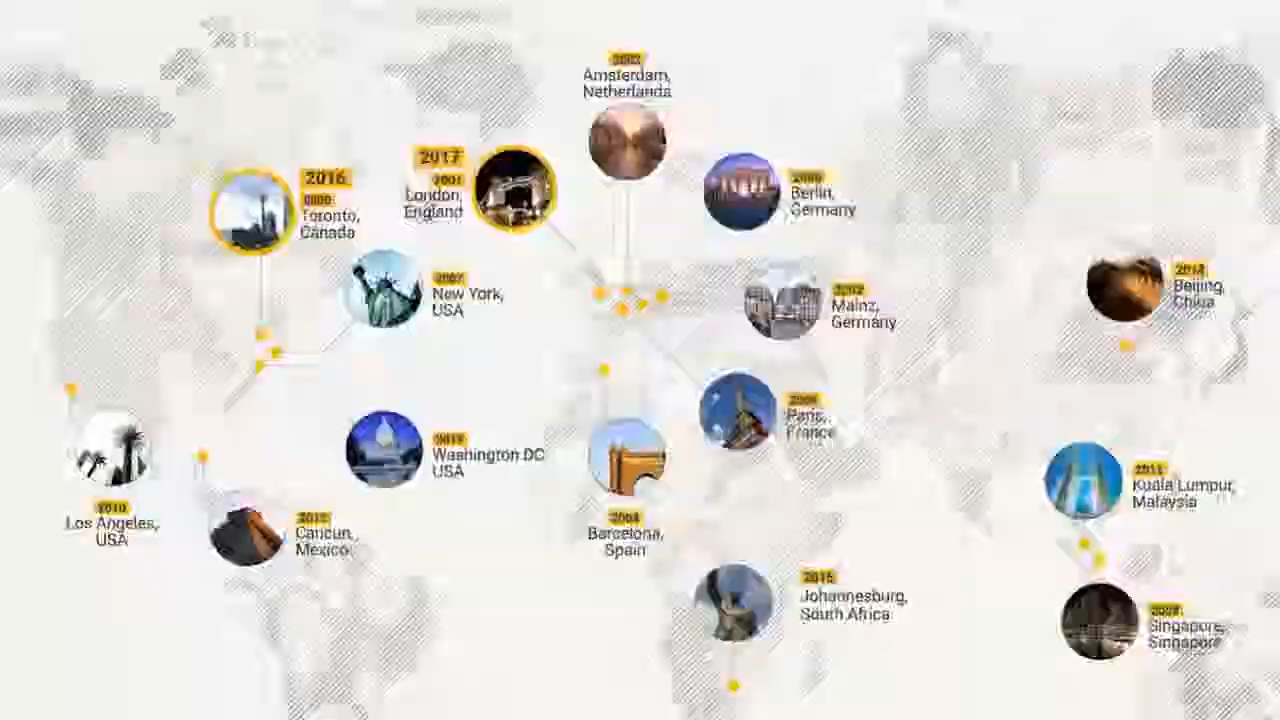 Amsterdam,
Netherlands
2017
London,
England
2016
Toronto,
Canada
Berlin,
Germany
2007
New York,
USA
Mainz,
Germany
Beijing,
China
Paris,
France
Washington DC
USA
2011
Kuala Lumpur,
Malaysia
2010
Los Angeles,
USA
2012
Cancun,
Mexico
Barcelona,
Spain
2015
Johannesburg,
South Africa
Singapore,
Singapore